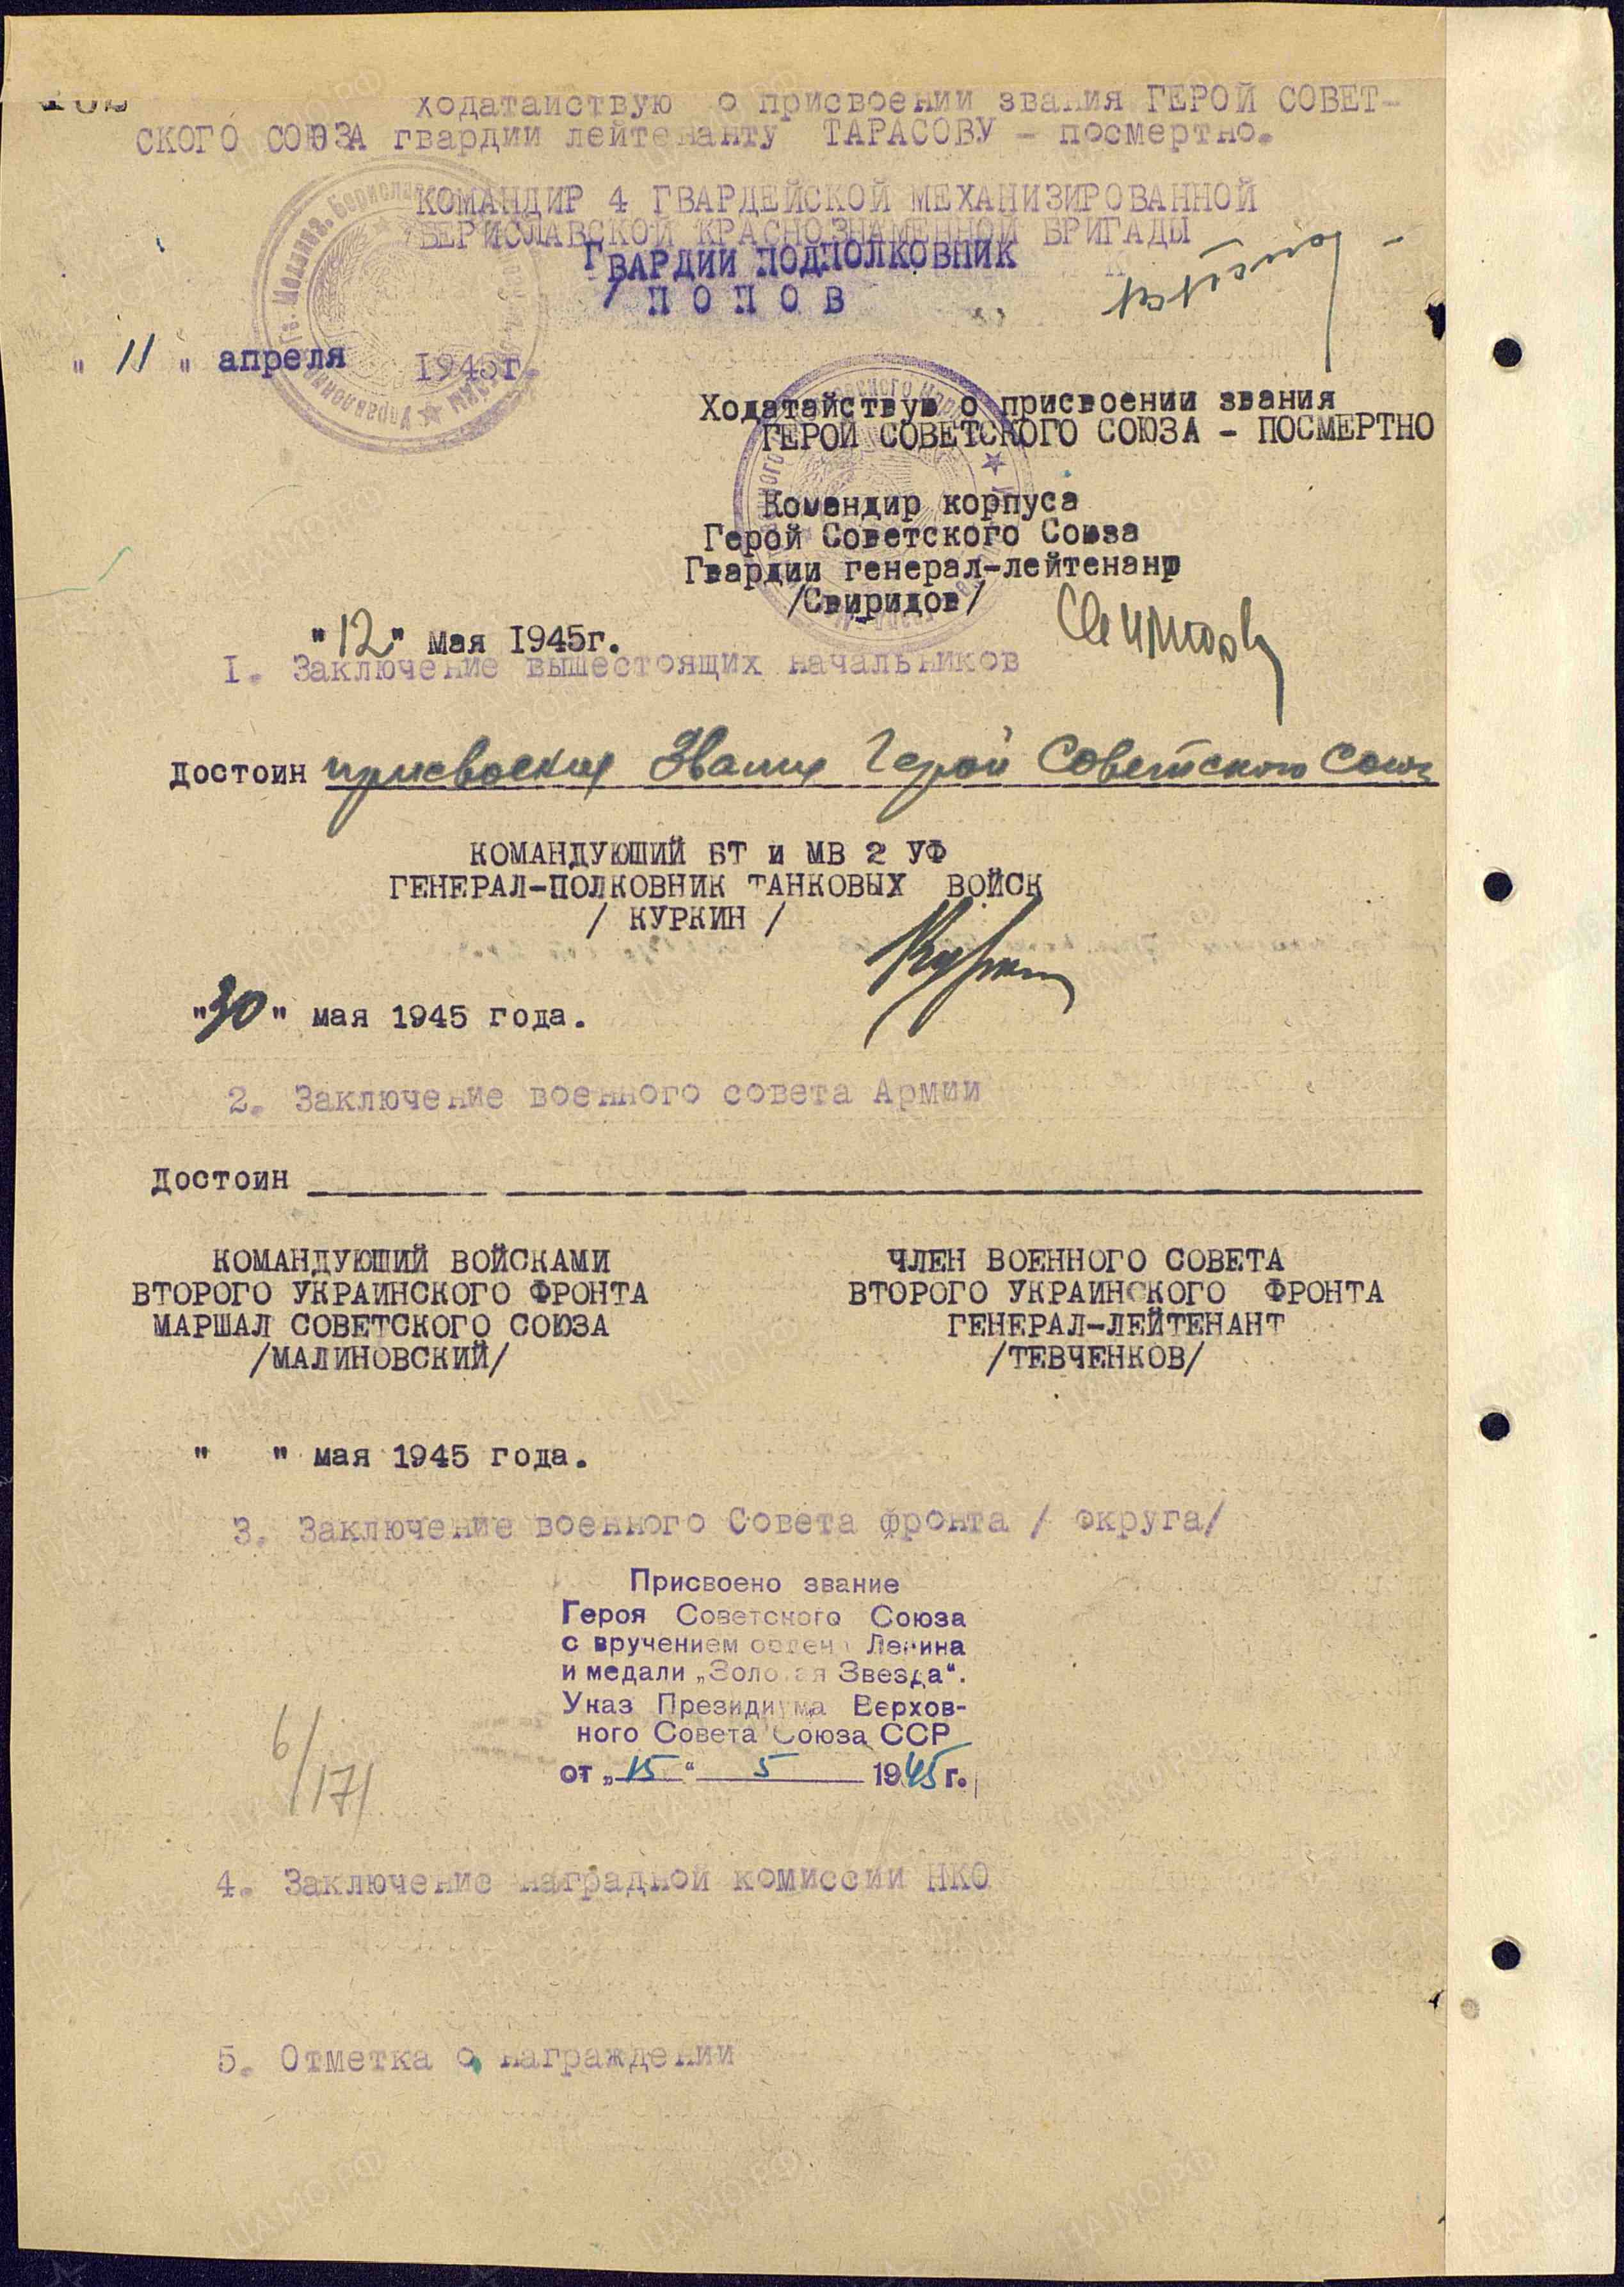 Ходатайствую о присвоении звания ГЕРОЙ СОВЕТ-
СКОГО СОЮЗА гвардии лейтенанту ТАРАСОВУ – посмертно.
КОМАНДИР 4 ГВАРДЕЙСКОЙ МЕХАНИЗИРОВАННОЙ
БЕРИСЛАВСКОЙ КРАСНОЗНАМЕННОЙ БРИГАДЫ
ГВАРДИИ ПОДПОЛКОВНИК
/ПОПОВ
" 11 " апреля 1945г.
Ходатайствую о присвоении звания
ГЕРОЙ СОВЕТСКОГО СОЮЗА – ПОСМЕРТНО
Командир корпуса
Герой Советского Союза
Гвардии генерал-лейтенант
/Свиридов/
"12" мая 1945г.
1. Заключение вышестоящих начальников
Достоин присвоения Звания Герой Советского Союза
КОМАНДУЮЩИЙ БТ и МВ 2 УФ
ГЕНЕРАЛ-ПОЛКОВНИК ТАНКОВЫХ ВОЙСК
/ КУРКИН /
"30" мая 1945 года.
2. Заключение военного совета Армии
Достоин
КОМАНДУЮЩИЙ ВОЙСКАМИ
ВТОРОГО УКРАИНСКОГО ФРОНТА
МАРШАЛ СОВЕТСКОГО СОЮЗА
/МАЛИНОВСКИЙ/
ЧЛЕН ВОЕННОГО СОВЕТА
ВТОРОГО УКРАИНСКОГО ФРОНТА
ГЕНЕРАЛ-ЛЕЙТЕНАНТ
/ТЕВЧЕНКОВ/
" " мая 1945 года.
3. Заключение военного Совета фронта / округа/
Присвоено звание
Героя Советского Союза
с вручением ордена Ленина
и медали „Золотая Звезда“.
Указ Президиума Верхов-
ного Совета Союза ССР
от „15“ 5 1945 г.
6/171
4. Заключение наградной комиссии НКО
5. Отметка о награждении